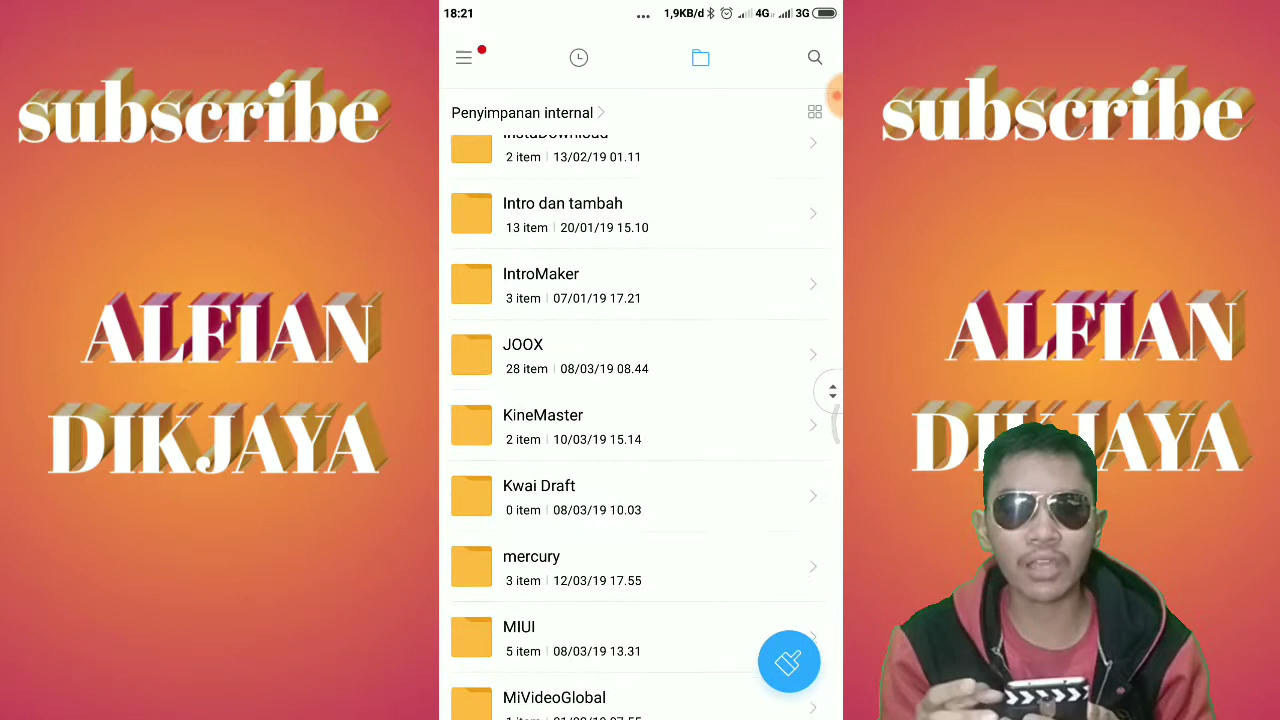 subscribe
ALFIAN
DIKJAYA
18:21
... 1,9KB/d 4G 3G
Penyimpanan internal
InstaDownload
2 item 13/02/19 01.11
Intro dan tambah
13 item 20/01/19 15.10
IntroMaker
3 item 07/01/19 17.21
JOOX
28 item 08/03/19 08.44
KineMaster
2 item 10/03/19 15.14
Kwai Draft
0 item 08/03/19 10.03
mercury
3 item 12/03/19 17.55
MIUI
5 item 08/03/19 13.31
MiVideoGlobal
subscribe
ALFIAN
DIKJAYA